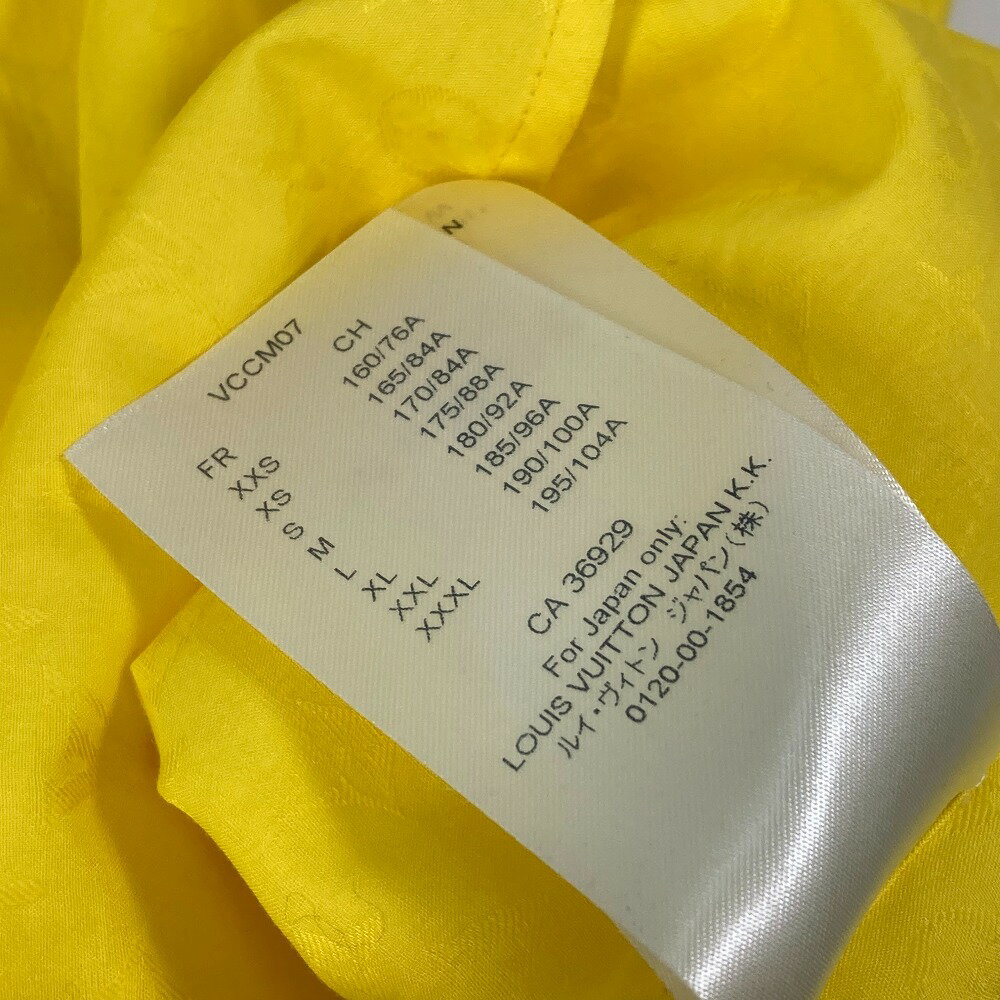 VCCM07
FR CH
XXS 160/76A
XS 165/84A
S 170/84A
M 175/88A
L 180/92A
XL 185/96A
XXL 190/100A
XXXL 195/104A
CA 36929
For Japan only:
LOUIS VUITTON JAPAN K.K.
ルイ・ヴィトン ジャパン(株)
0120-00-1854